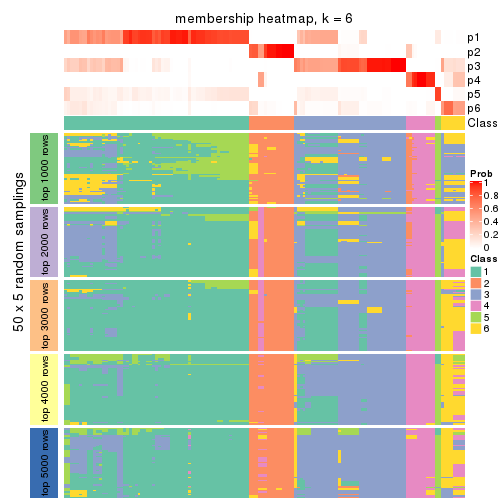 membership heatmap, k = 6
p1
p2
p3
p4
p5
p6
Class
50 x 5 random samplings
top 1000 rows
top 2000 rows
top 3000 rows
top 4000 rows
top 5000 rows
Prob
1
0.8
0.6
0.4
0.2
0
Class
1
2
3
4
5
6